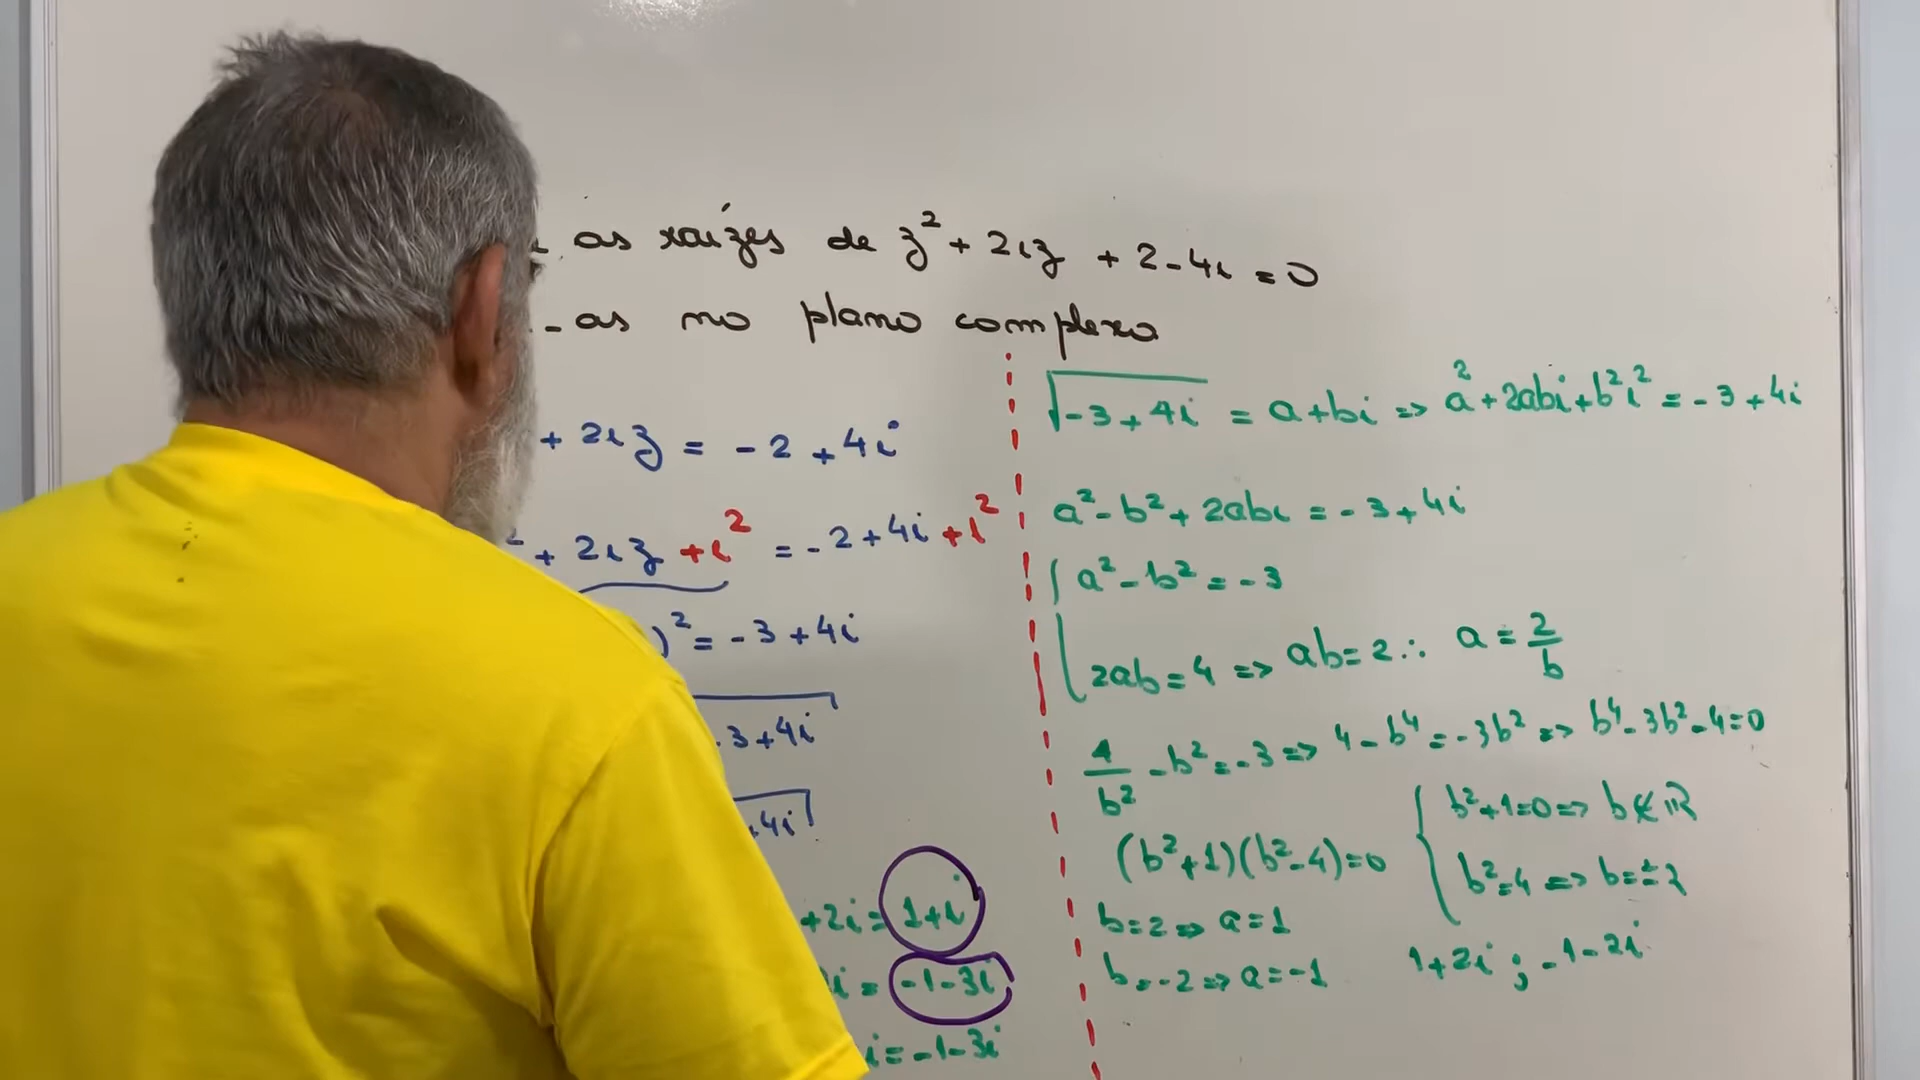 as raízes de z² + 2iz + 2 - 4i = 0
- as no plano complexo
+ 2iz = - 2 + 4i
+ 2iz + i² = - 2 + 4i + i²
)² = - 3 + 4i
3 + 4i
4i
+ 2i = 1 + i
i = - 1 - 3i
i = - 1 - 3i
√-3 + 4i = a + bi => a² + 2abi + b²i² = - 3 + 4i
a² - b² + 2abi = - 3 + 4i
a² - b² = - 3
2ab = 4 => ab = 2 ∴ a = 2/b
4/b² - b² = - 3 => 4 - b⁴ = - 3b² => b⁴ - 3b² - 4 = 0
(b² + 1)(b² - 4) = 0
b² + 1 = 0 => b ∉ ℝ
b² = 4 => b = ± 2
b = 2 => a = 1
b = - 2 => a = - 1
1 + 2i ; - 1 - 2i